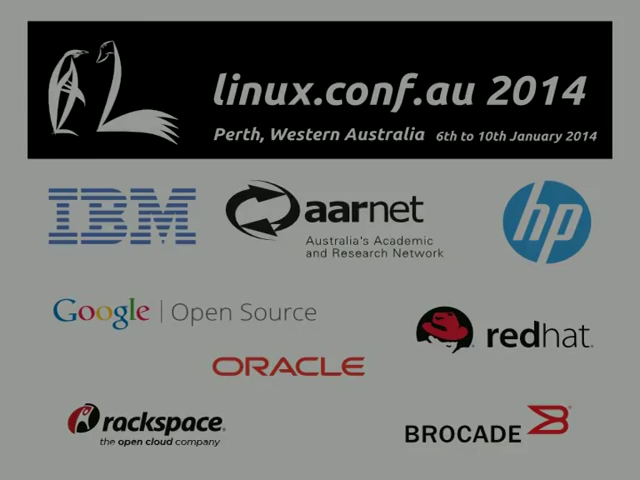 linux.conf.au 2014
Perth, Western Australia 6th to 10th January 2014
IBM
aarnet
Australia's Academic
and Research Network
hp
Google | Open Source
redhat.
ORACLE
rackspace®
the open cloud company
BROCADE